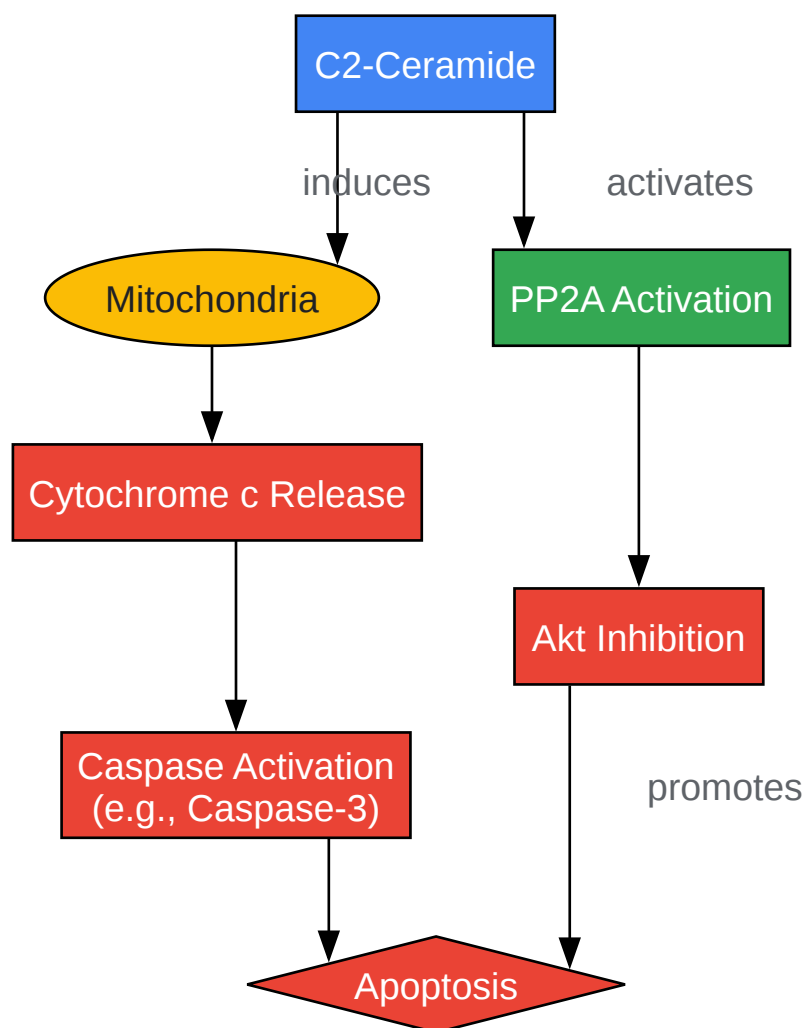 C2-Ceramide
induces
activates
Mitochondria
PP2A Activation
Cytochrome c Release
Akt Inhibition
Caspase Activation
(e.g., Caspase-3)
promotes
Apoptosis